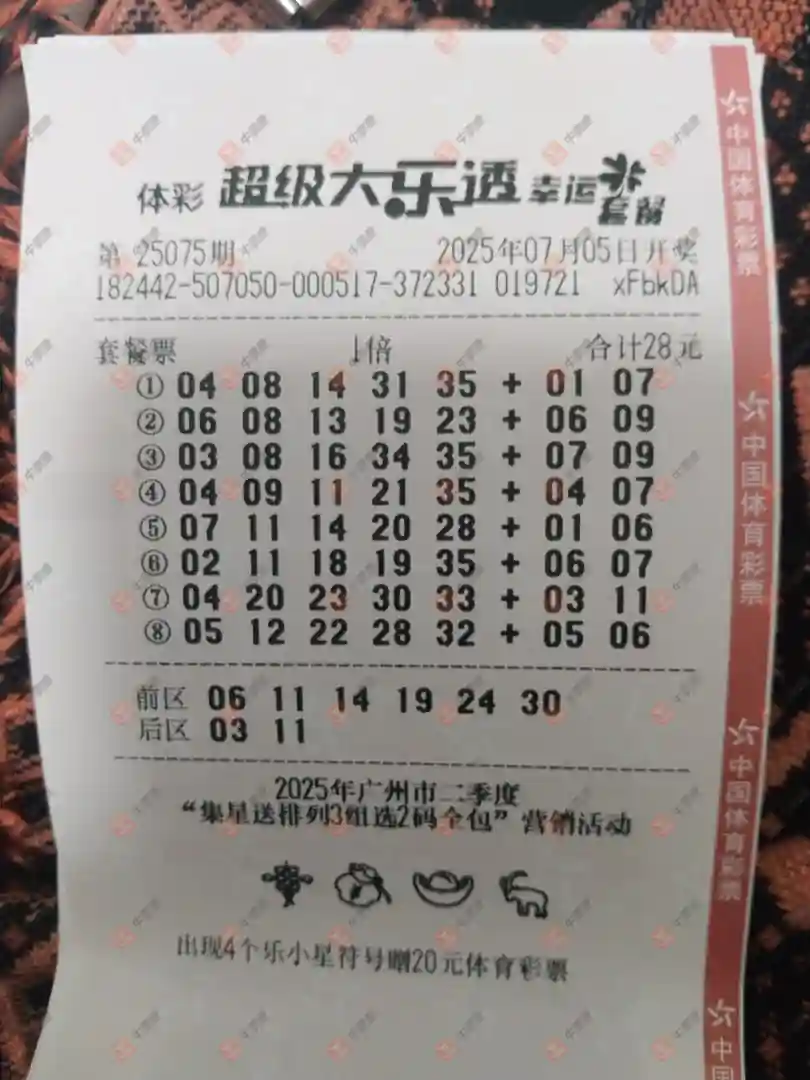 体彩 超级大乐透 幸运套餐
第 25075期 2025年07月05日开奖
182442-507050-000517-372331 019721 xFbkDA
套餐票 1倍 合计28元
① 04 08 14 31 35 + 01 07
② 06 08 13 19 23 + 06 09
③ 03 08 16 34 35 + 07 09
④ 04 09 11 21 35 + 04 07
⑤ 07 11 14 20 28 + 01 06
⑥ 02 11 18 19 35 + 06 07
⑦ 04 20 23 30 33 + 03 11
⑧ 05 12 22 28 32 + 05 06
前区 06 11 14 19 24 30
后区 03 11
2025年广州市二季度
“集星送排列3组选2码全包”营销活动
出现4个乐小星符号赠20元体育彩票
中国体育彩票
中国体育彩票
中国体育彩票
中国